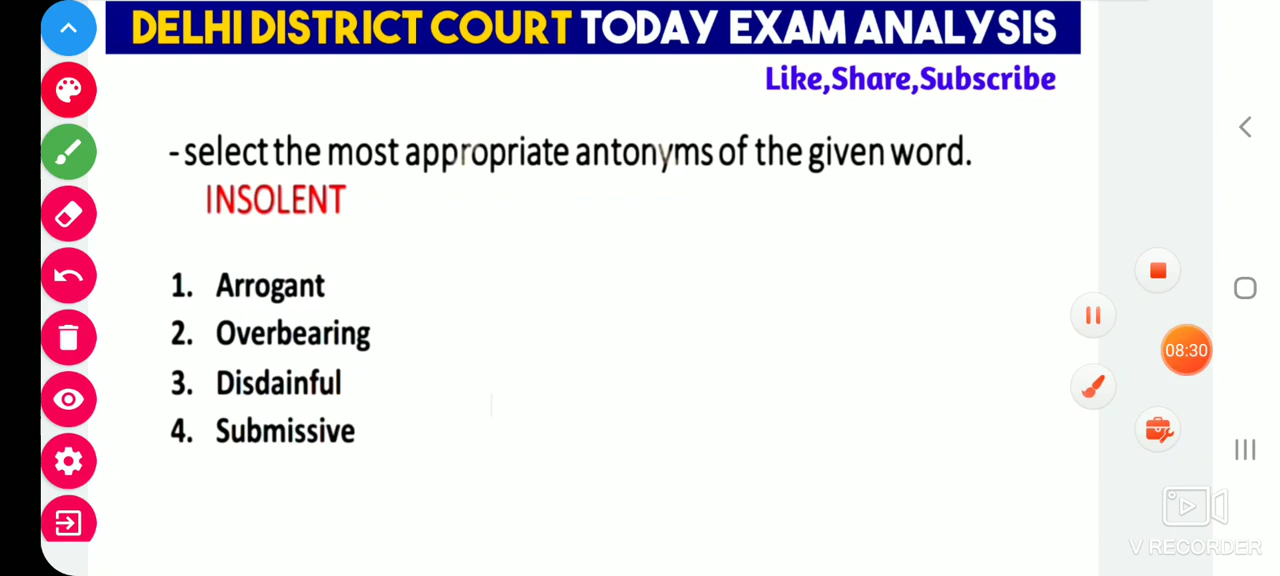 DELHI DISTRICT COURT TODAY EXAM ANALYSIS
Like,Share,Subscribe
- select the most appropriate antonyms of the given word.
INSOLENT
1. Arrogant
2. Overbearing
3. Disdainful
4. Submissive
08:30
V RECORDER